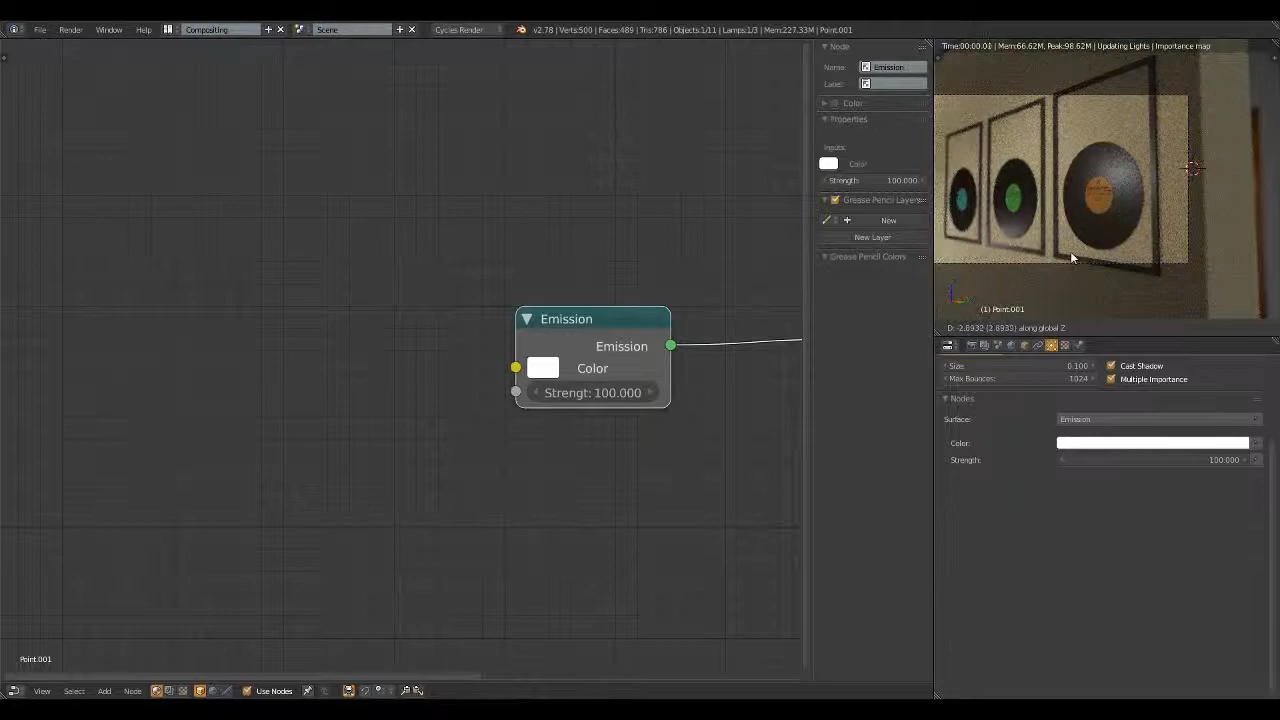 File Render Window Help Compositing Scene Cycles Render v2.78 | Verts:500 | Faces:489 | Tris:786 | Objects:1/11 | Lamps:1/3 | Mem:227.33M | Point.001
Time:00:00.01 | Mem:66.62M, Peak:98.62M | Updating Lights | Importance map
Node
Name: Emission
Label:
Color
Properties
Inputs:
Color
Strength: 100.000
Grease Pencil Layers
New
New Layer
Grease Pencil Colors
Emission
Emission
Color
Strengt: 100.000
(1) Point.001
D: -2.8932 (2.8933) along global Z
Size: 0.100 Cast Shadow
Max Bounces: 1024 Multiple Importance
Nodes
Surface: Emission
Color:
Strength: 100.000
Point.001
View Select Add Node Use Nodes